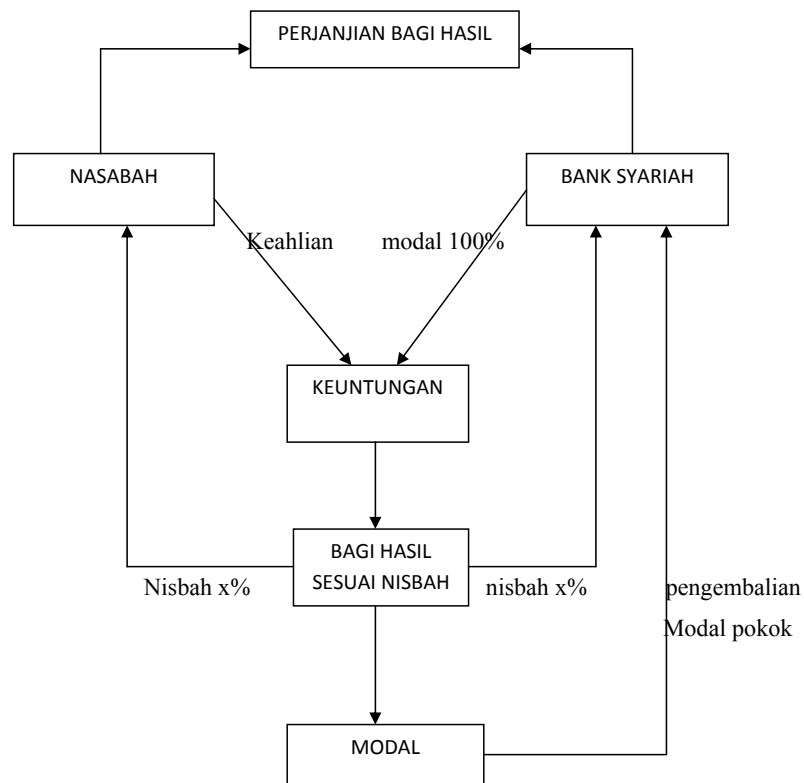 PERJANJIAN BAGI HASIL
NASABAH
BANK SYARIAH
Keahlian
modal 100%
KEUNTUNGAN
BAGI HASIL
SESUAI NISBAH
Nisbah x%
nisbah x%
pengembalian
Modal pokok
MODAL